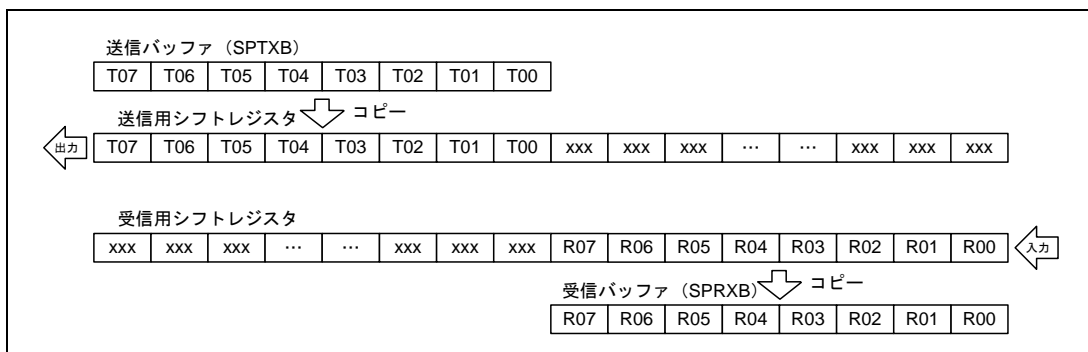 送信バッファ（SPTXB）
T07 T06 T05 T04 T03 T02 T01 T00
コピー
送信用シフトレジスタ
出力 T07 T06 T05 T04 T03 T02 T01 T00 xxx xxx xxx … … xxx xxx xxx
受信用シフトレジスタ
xxx xxx xxx … … xxx xxx xxx R07 R06 R05 R04 R03 R02 R01 R00 入力
コピー
受信バッファ（SPRXB）
R07 R06 R05 R04 R03 R02 R01 R00